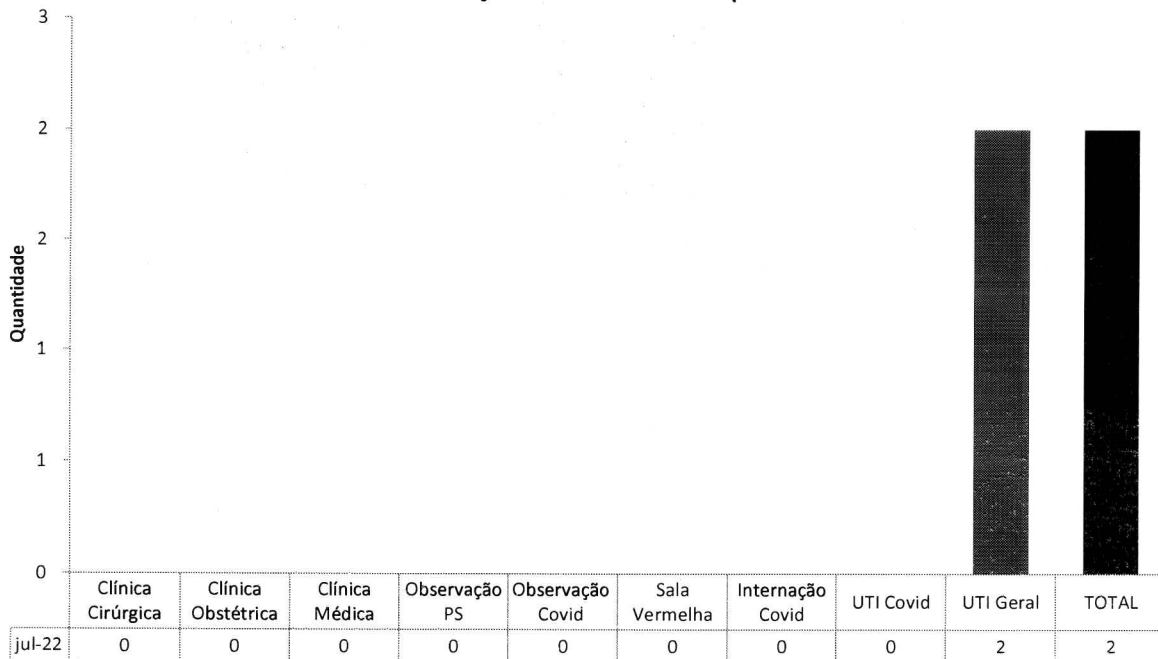 3
2
2
1
1
0
Quantidade
Clínica Cirúrgica Clínica Obstétrica Clínica Médica Observação PS Observação Covid Sala Vermelha Internação Covid UTI Covid UTI Geral TOTAL
jul-22 0 0 0 0 0 0 0 0 2 2